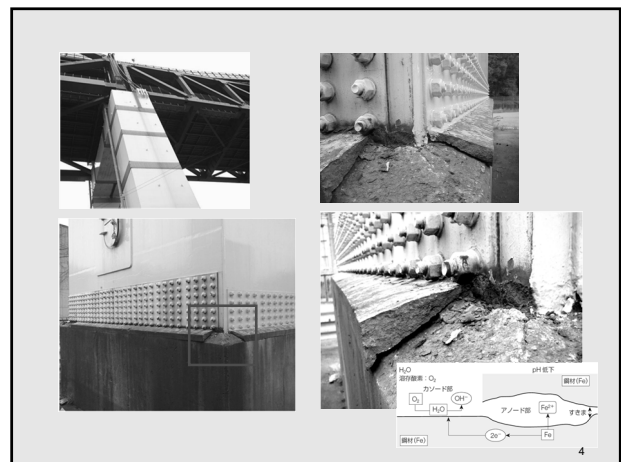 H₂O
溶存酸素：O₂
カソード部
O₂
H₂O
OH⁻
pH 低下
鋼材(Fe)
アノード部
Fe²⁺
すきま
鋼材(Fe)
2e⁻
Fe
4